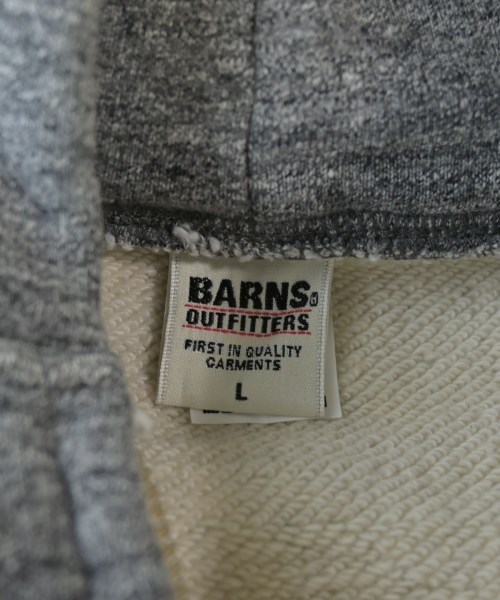 BARNS
OUTFITTERS
FIRST IN QUALITY
GARMENTS
L